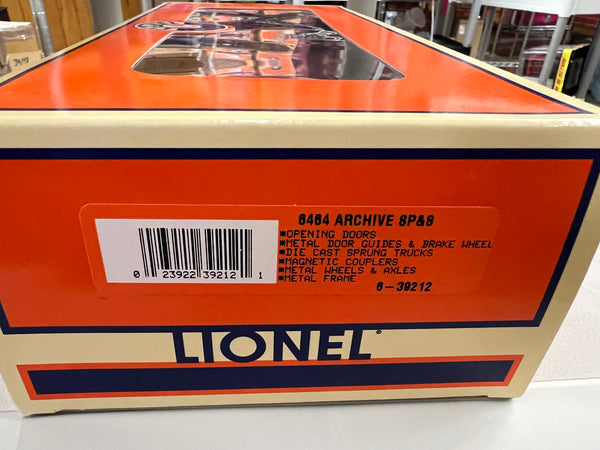 6464 ARCHIVE SP&S
■OPENING DOORS
■METAL DOOR GUIDES & BRAKE WHEEL
■DIE CAST SPRUNG TRUCKS
■MAGNETIC COUPLERS
■METAL WHEELS & AXLES
■METAL FRAME
6-39212
0 23922 39212 1
LIONEL